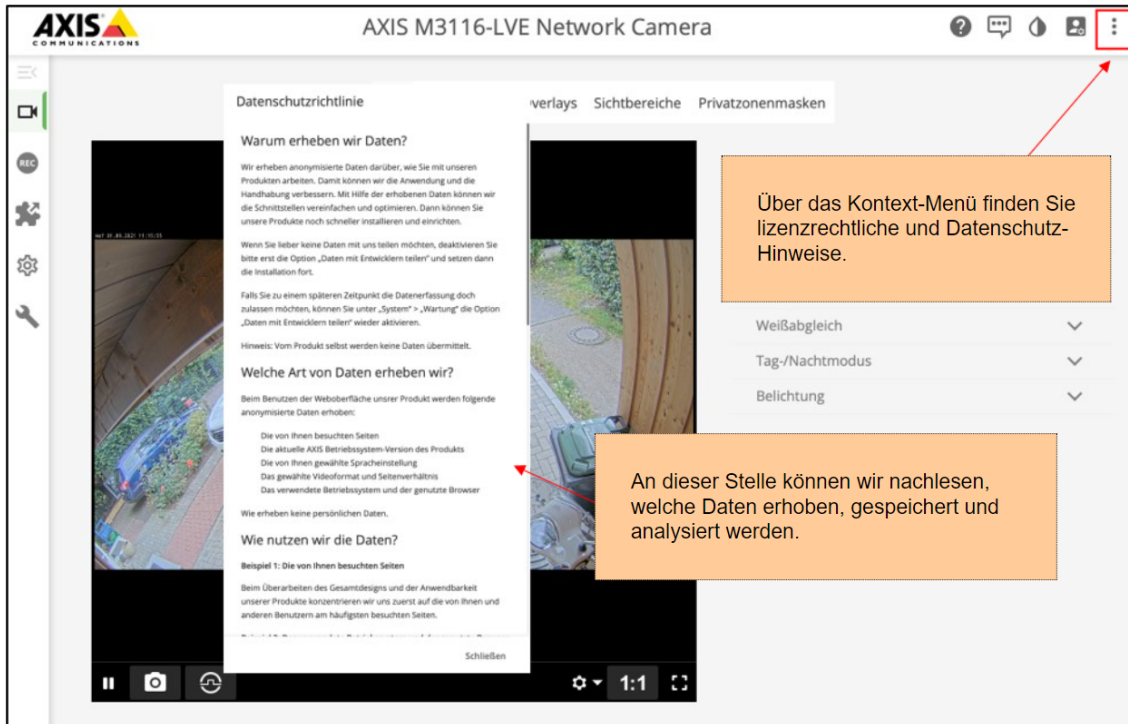 AXIS
COMMUNICATIONS
AXIS M3116-LVE Network Camera
Datenschutzrichtlinie
verlays Sichtbereiche Privatzonenmasken
REC
Warum erheben wir Daten?
Wir erheben anonymisierte Daten darüber, wie Sie mit unseren
Produkten arbeiten. Damit können wir die Anwendung und die
Handhabung verbessern. Mit Hilfe der erhobenen Daten können wir
die Schnittstellen vereinfachen und optimieren. Dann können Sie
unsere Produkte noch schneller installieren und einrichten.
Wenn Sie lieber keine Daten mit uns teilen möchten, deaktivieren Sie
bitte erst die Option „Daten mit Entwicklern teilen" und setzen dann
die Installation fort.
Falls Sie zu einem späteren Zeitpunkt die Datenerfassung doch
zulassen möchten, können Sie unter „System" > „Wartung" die Option
„Daten mit Entwicklern teilen" wieder aktivieren.
Hinweis: Vom Produkt selbst werden keine Daten übermittelt.
Welche Art von Daten erheben wir?
Beim Benutzen der Weboberfläche unsrer Produkt werden folgende
anonymisierte Daten erhoben:
Die von Ihnen besuchten Seiten
Die aktuelle AXIS Betriebssystem-Version des Produkts
Die von Ihnen gewählte Spracheinstellung
Das gewählte Videoformat und Seitenverhältnis
Das verwendete Betriebssystem und der genutzte Browser
Wie erheben keine persönlichen Daten.
Wie nutzen wir die Daten?
Beispiel 1: Die von Ihnen besuchten Seiten
Beim Überarbeiten des Gesamtdesigns und der Anwendbarkeit
unserer Produkte konzentrieren wir uns zuerst auf die von Ihnen und
anderen Benutzern am häufigsten besuchten Seiten.
Schließen
Über das Kontext-Menü finden Sie
lizenzrechtliche und Datenschutz-
Hinweise.
Weißabgleich
Tag-/Nachtmodus
Belichtung
An dieser Stelle können wir nachlesen,
welche Daten erhoben, gespeichert und
analysiert werden.
1:1